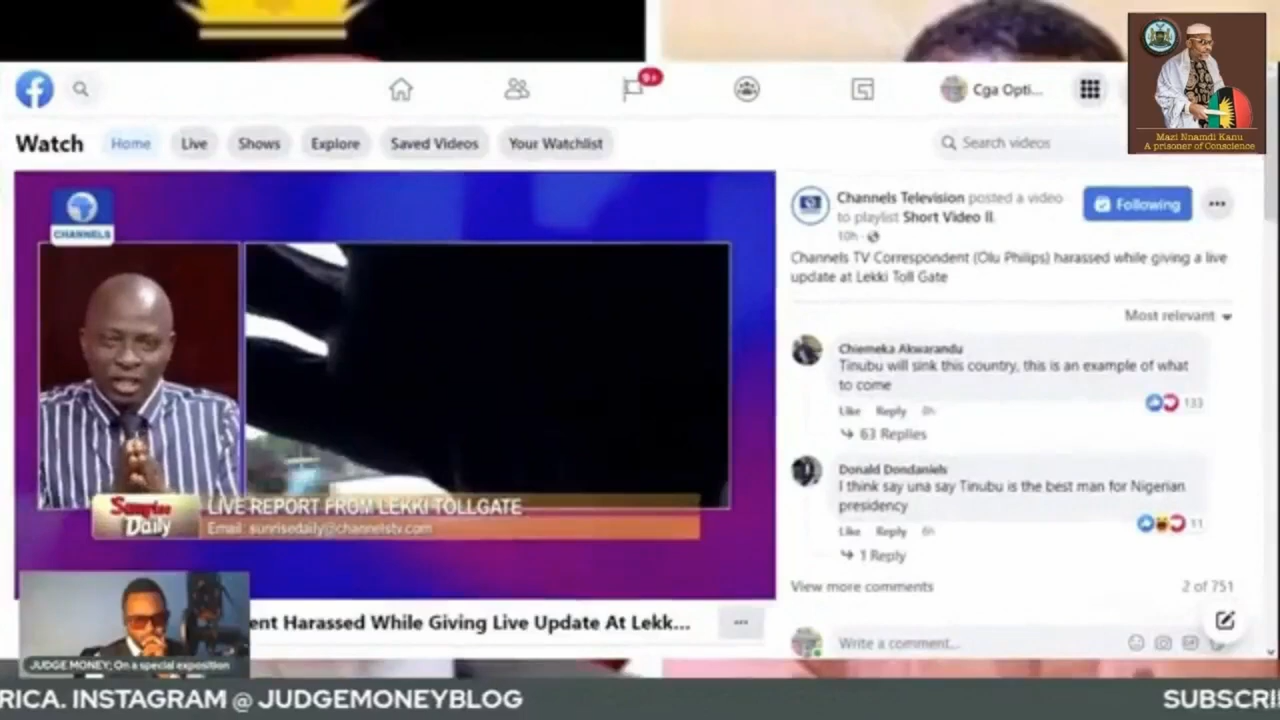 Mazi Nnamdi Kanu
A prisoner of Conscience
9+
Cga Opti...
Watch
Home
Live
Shows
Explore
Saved Videos
Your Watchlist
Search videos
CHANNELS
Channels Television posted a video
to playlist Short Video II.
10h
Following
Channels TV Correspondent (Olu Philips) harassed while giving a live
update at Lekki Toll Gate
Most relevant
Chiemeka Akwarandu
Tinubu will sink this country, this is an example of what
to come
133
Like Reply 8h
63 Replies
Donald Dondaniels
I think say una say Tinubu is the best man for Nigerian
presidency
11
Like Reply 6h
1 Reply
View more comments
2 of 751
Write a comment...
Sunrise
Daily
LIVE REPORT FROM LEKKI TOLLGATE
Email: sunrisedaily@channelstv.com
ent Harassed While Giving Live Update At Lekk...
JUDGE MONEY; On a special exposition
RICA. INSTAGRAM @ JUDGEMONEYBLOG
SUBSCRI